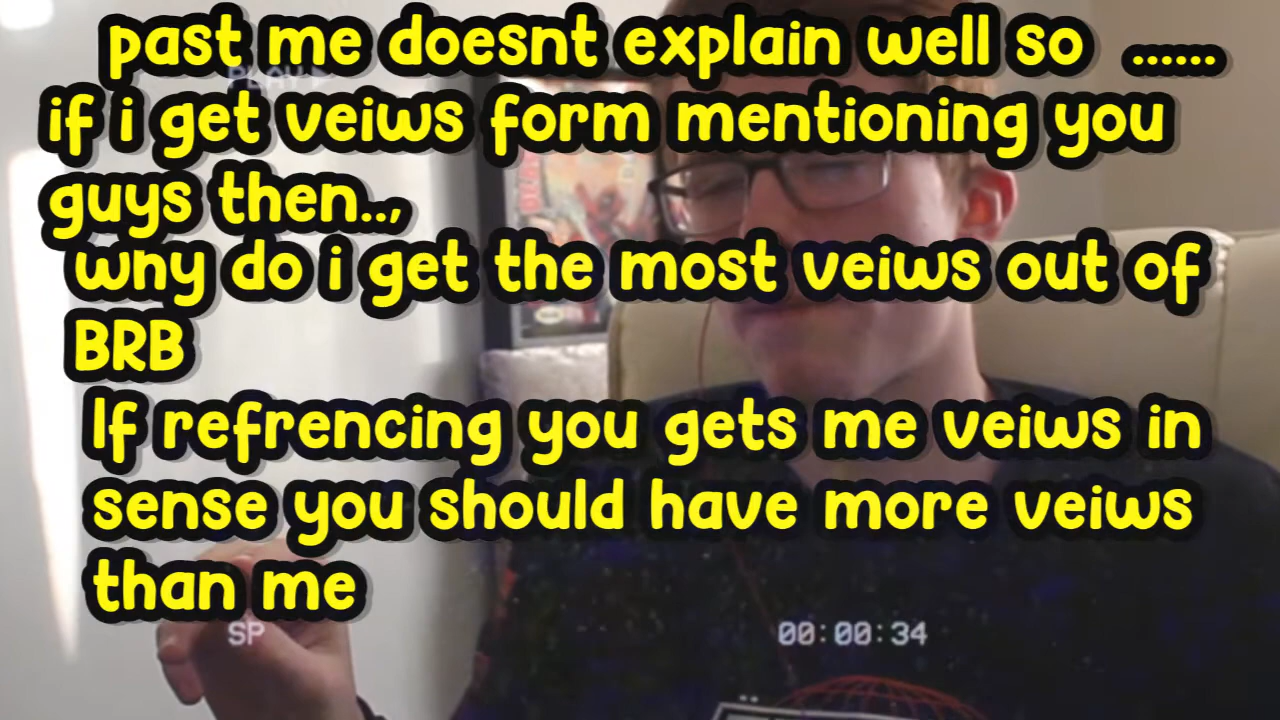 PLAY
past me doesnt explain well so ......
if i get veiws form mentioning you
guys then..,
why do i get the most veiws out of
BRB
If refrencing you gets me veiws in
sense you should have more veiws
than me
SP 00:00:34